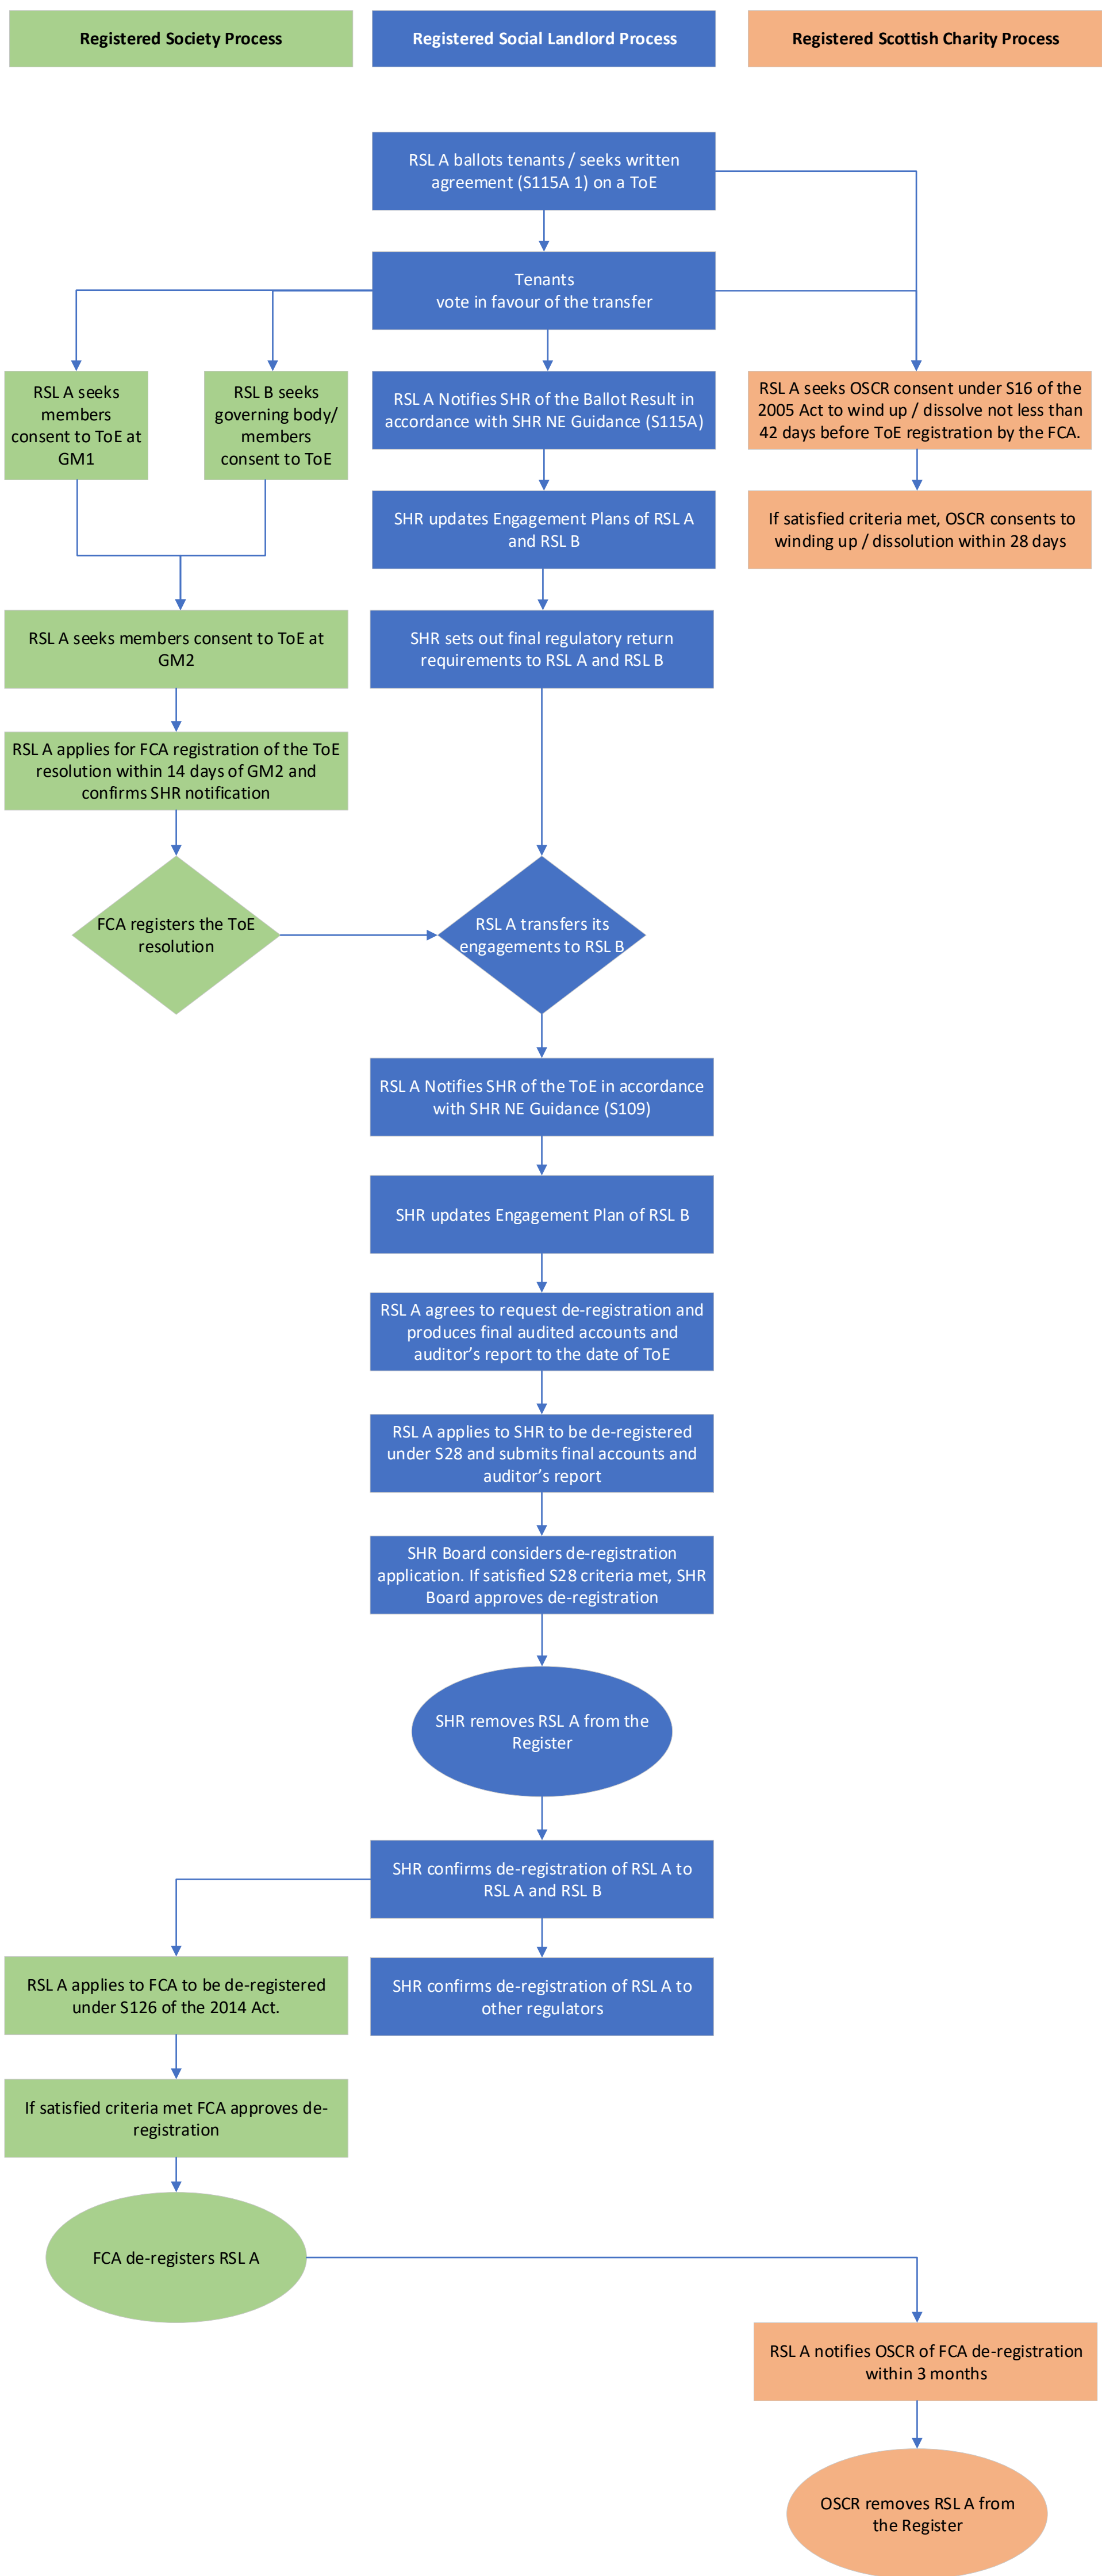 Registered Society Process
Registered Social Landlord Process
Registered Scottish Charity Process
RSL A ballots tenants / seeks written
agreement (S115A 1) on a ToE
Tenants
vote in favour of the transfer
RSL A seeks
members
consent to ToE at
GM1
RSL B seeks
governing body/
members
consent to ToE
RSL A Notifies SHR of the Ballot Result in
accordance with SHR NE Guidance (S115A)
RSL A seeks OSCR consent under S16 of the
2005 Act to wind up / dissolve not less than
42 days before ToE registration by the FCA.
SHR updates Engagement Plans of RSL A
and RSL B
If satisfied criteria met, OSCR consents to
winding up / dissolution within 28 days
RSL A seeks members consent to ToE at
GM2
SHR sets out final regulatory return
requirements to RSL A and RSL B
RSL A applies for FCA registration of the ToE
resolution within 14 days of GM2 and
confirms SHR notification
FCA registers the ToE
resolution
RSL A transfers its
engagements to RSL B
RSL A Notifies SHR of the ToE in accordance
with SHR NE Guidance (S109)
SHR updates Engagement Plan of RSL B
RSL A agrees to request de-registration and
produces final audited accounts and
auditor’s report to the date of ToE
RSL A applies to SHR to be de-registered
under S28 and submits final accounts and
auditor’s report
SHR Board considers de-registration
application. If satisfied S28 criteria met, SHR
Board approves de-registration
SHR removes RSL A from the
Register
SHR confirms de-registration of RSL A to
RSL A and RSL B
RSL A applies to FCA to be de-registered
under S126 of the 2014 Act.
SHR confirms de-registration of RSL A to
other regulators
If satisfied criteria met FCA approves de-
registration
FCA de-registers RSL A
RSL A notifies OSCR of FCA de-registration
within 3 months
OSCR removes RSL A from
the Register